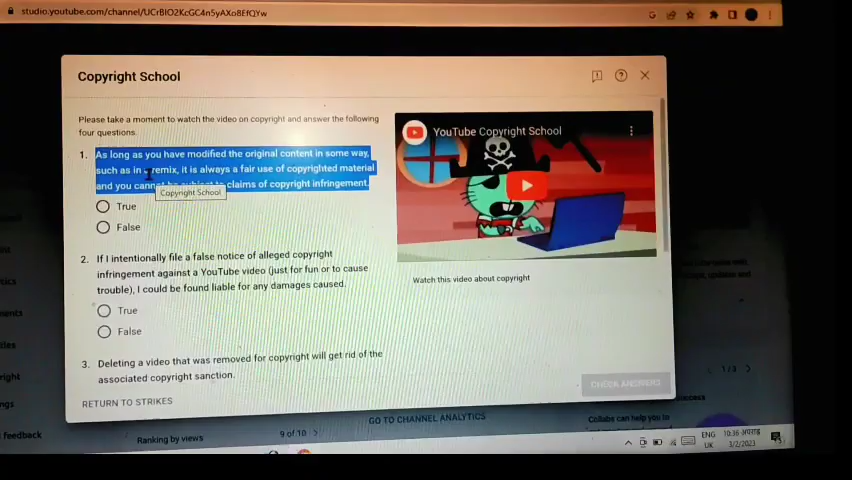 studio.youtube.com/channel/UCrBIO2KcGC4n5yAXoBEfQYw
Copyright School
Please take a moment to watch the video on copyright and answer the following
four questions.
1. As long as you have modified the original content in some way,
such as in remix, it is always a fair use of copyrighted material
and you claims of copyright infringement.
Copyright School
True
False
2. If I intentionally file a false notice of alleged copyright
infringement against a YouTube video (just for fun or to cause
trouble), I could be found liable for any damages caused.
True
False
3. Deleting a video that was removed for copyright will get rid of the
associated copyright sanction.
RETURN TO STRIKES
YouTube Copyright School
Watch this video about copyright
CHECK ANSWERS
1/3
GO TO CHANNEL ANALYTICS
Ranking by views
9 of 10
Collabs can help you to
feedback
ENG
UK
10:36
3/2/2023